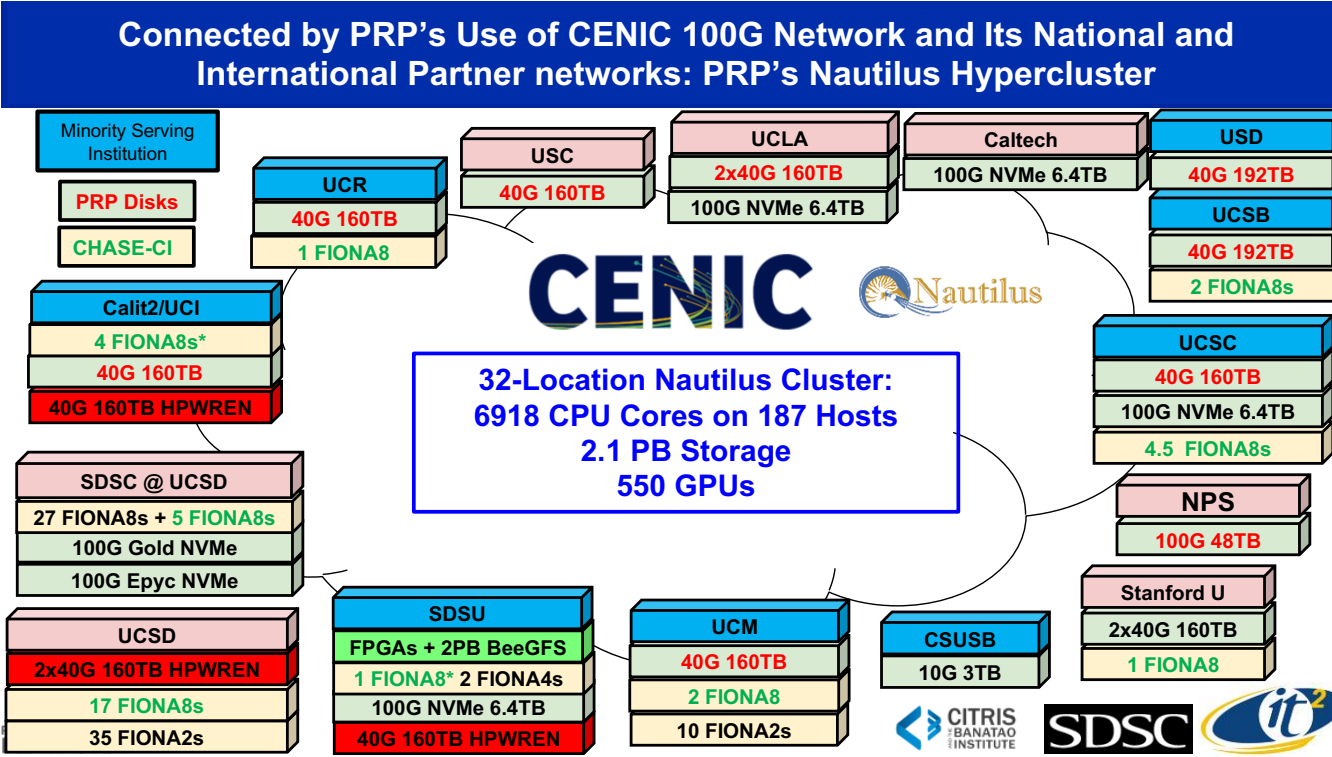 Connected by PRP's Use of CENIC 100G Network and Its National and
International Partner networks: PRP's Nautilus Hypercluster
Minority Serving
Institution
PRP Disks
CHASE-CI
UCR
40G 160TB
1 FIONA8
USC
40G 160TB
UCLA
2x40G 160TB
100G NVMe 6.4TB
Caltech
100G NVMe 6.4TB
USD
40G 192TB
UCSB
40G 192TB
2 FIONA8s
CENIC
Nautilus
Calit2/UCI
4 FIONA8s*
40G 160TB
40G 160TB HPWREN
32-Location Nautilus Cluster:
6918 CPU Cores on 187 Hosts
2.1 PB Storage
550 GPUs
UCSC
40G 160TB
100G NVMe 6.4TB
4.5 FIONA8s
SDSC @ UCSD
27 FIONA8s + 5 FIONA8s
100G Gold NVMe
100G Epyc NVMe
NPS
100G 48TB
Stanford U
2x40G 160TB
1 FIONA8
UCSD
2x40G 160TB HPWREN
17 FIONA8s
35 FIONA2s
SDSU
FPGAs + 2PB BeeGFS
1 FIONA8* 2 FIONA4s
100G NVMe 6.4TB
40G 160TB HPWREN
UCM
40G 160TB
2 FIONA8
10 FIONA2s
CSUSB
10G 3TB
CITRIS
AND THE
BANATAO
INSTITUTE
SDSC
it2